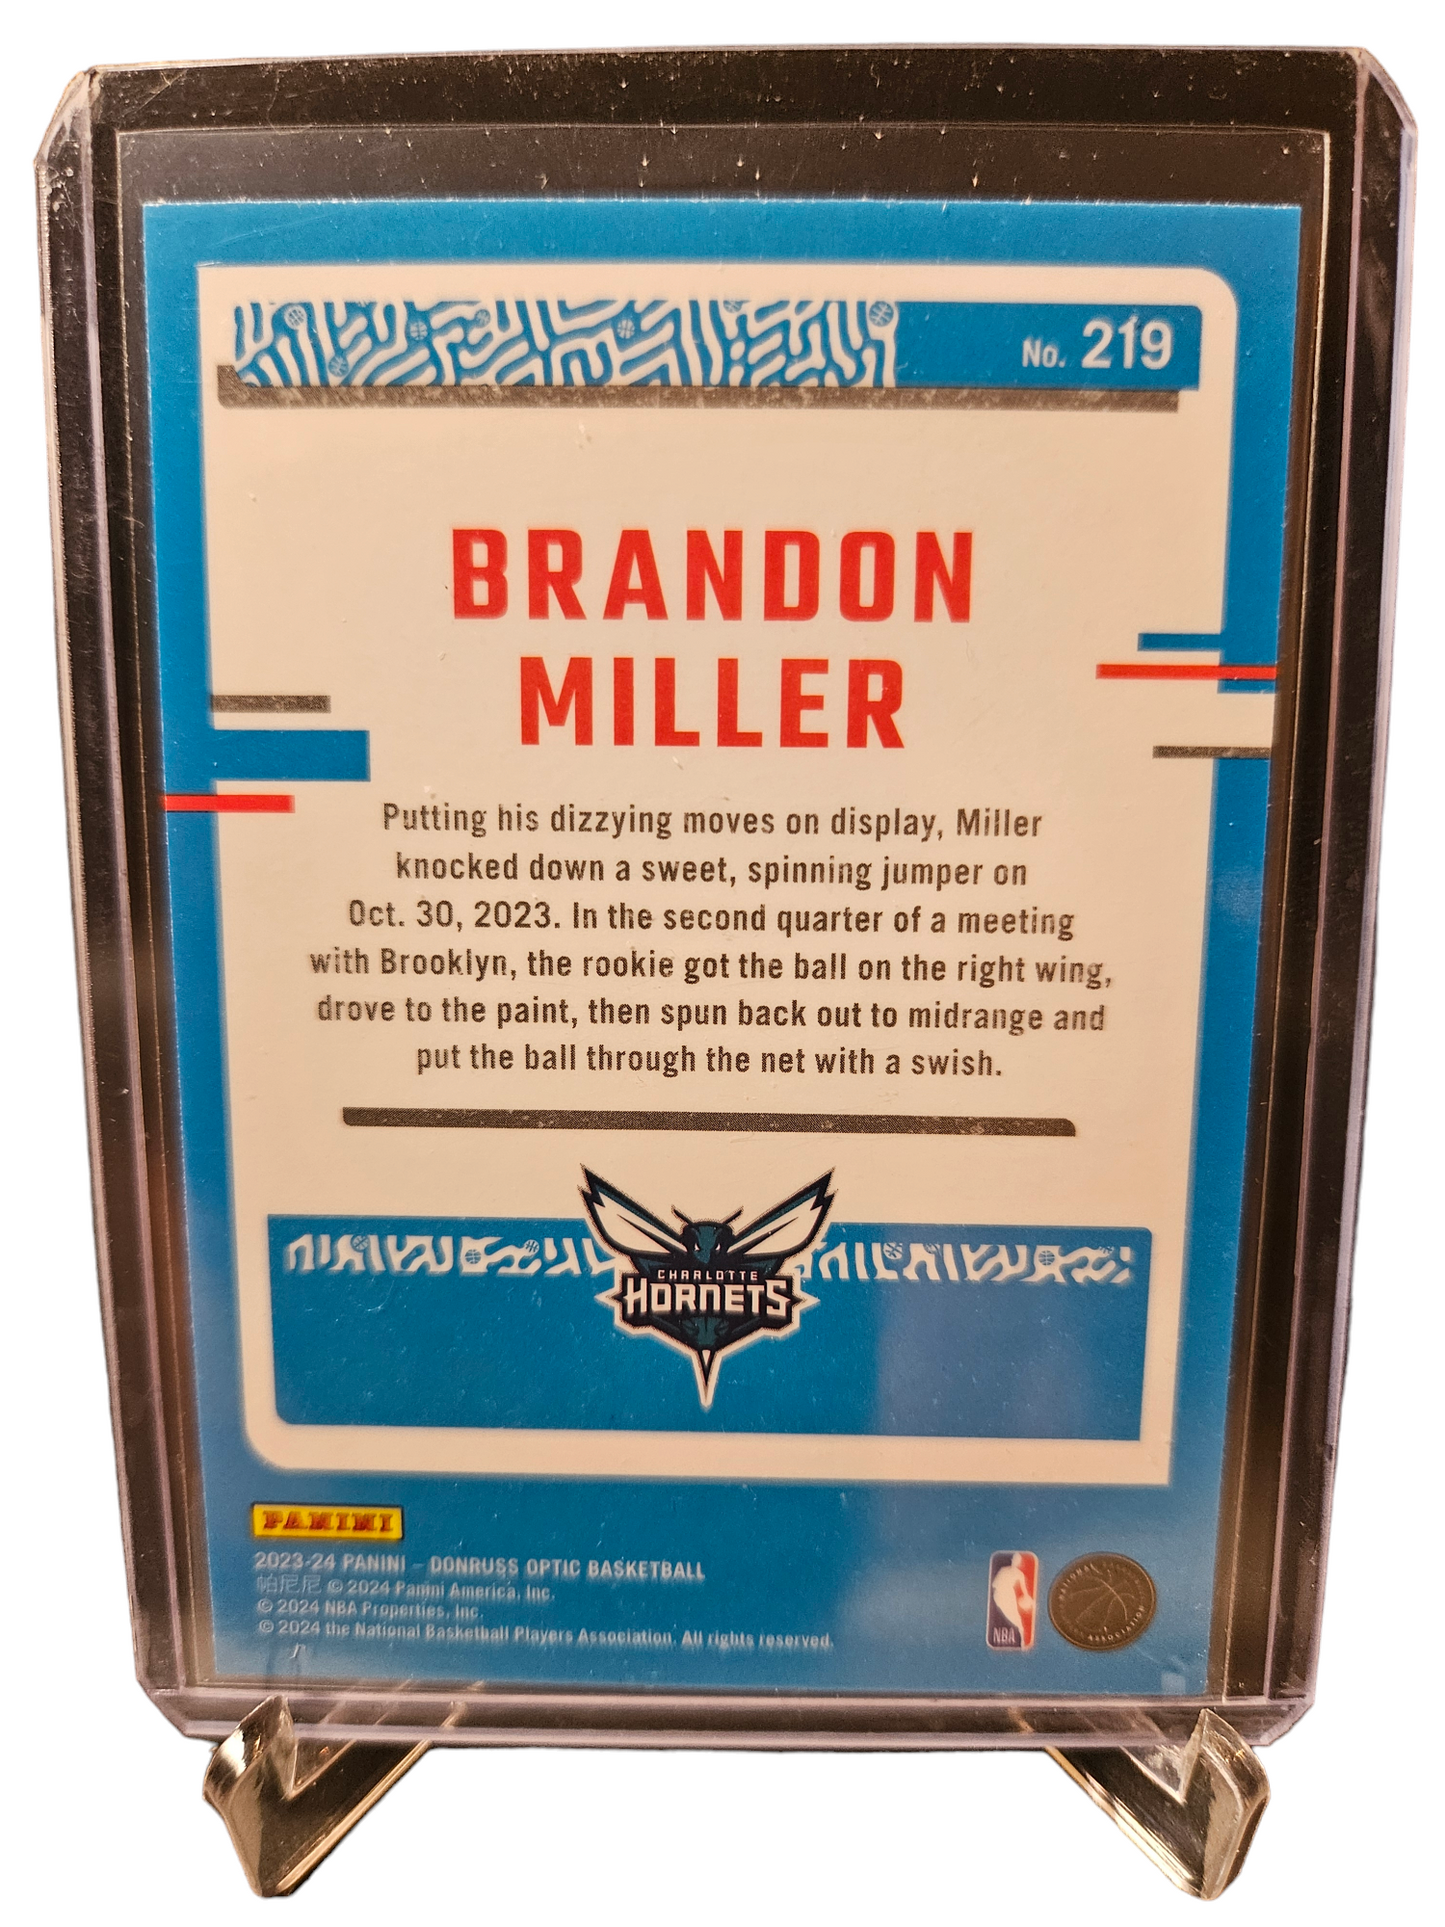 No. 219
BRANDON
MILLER
Putting his dizzying moves on display, Miller
knocked down a sweet, spinning jumper on
Oct. 30, 2023. In the second quarter of a meeting
with Brooklyn, the rookie got the ball on the right wing,
drove to the paint, then spun back out to midrange and
put the ball through the net with a swish.
CHARLOTTE
HORNETS
PANINI
2023-24 PANINI – DONRUSS OPTIC BASKETBALL
帕尼尼 © 2024 Panini America, Inc.
© 2024 NBA Properties, Inc.
© 2024 the National Basketball Players Association. All rights reserved.
NBA